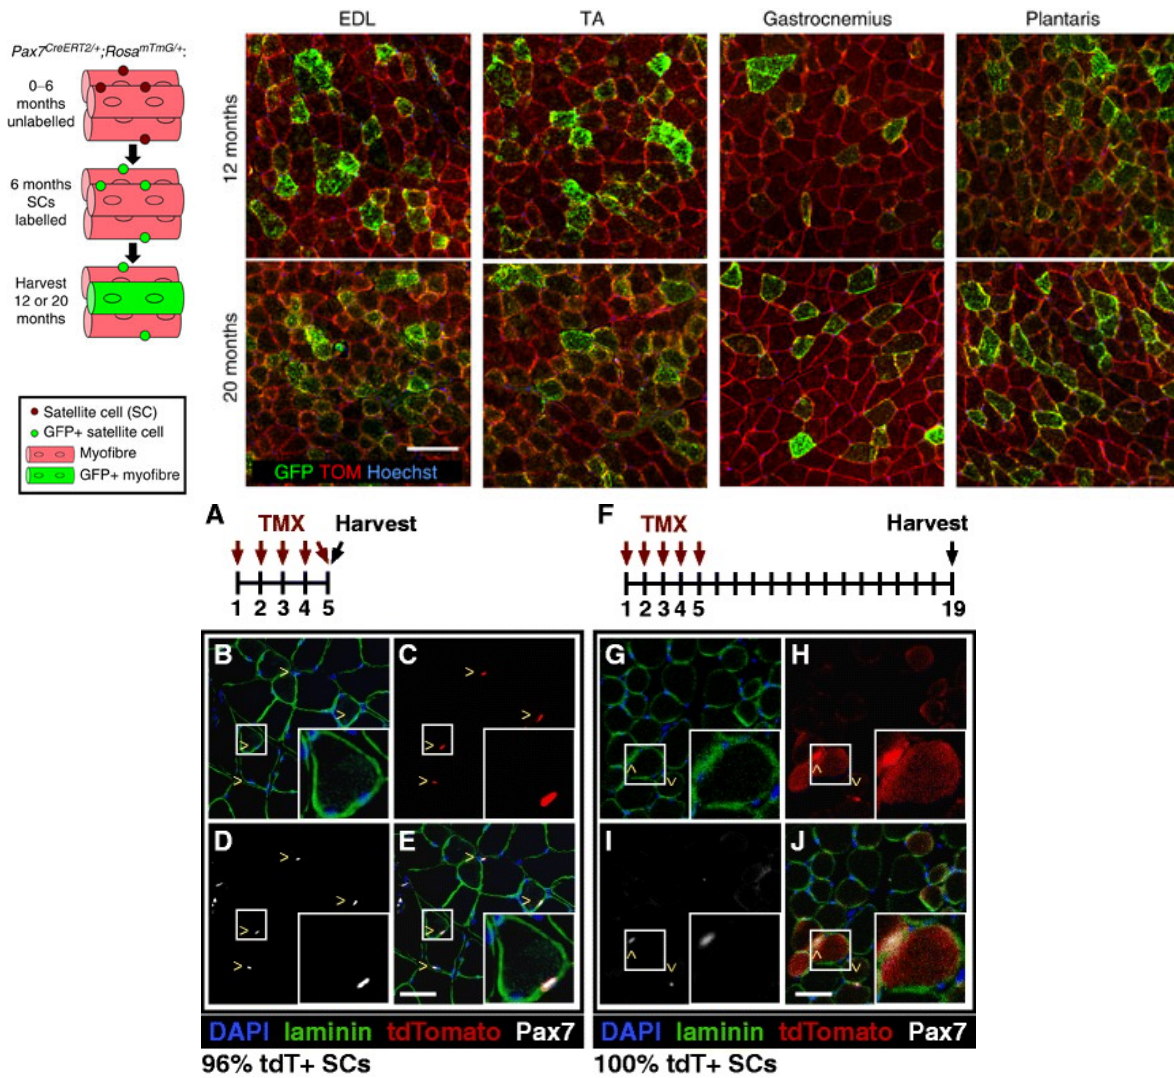 EDL TA Gastrocnemius Plantaris
Pax7CreERT2/+;RosamTmG/+:
0–6
months
unlabelled
6 months
SCs
labelled
Harvest
12 or 20
months
Satellite cell (SC)
GFP+ satellite cell
Myofibre
GFP+ myofibre
12 months
20 months
GFP TOM Hoechst
A
TMX Harvest
1 2 3 4 5
F
TMX Harvest
1 2 3 4 5 19
B C
D E
G H
I J
DAPI laminin tdTomato Pax7
96% tdT+ SCs
DAPI laminin tdTomato Pax7
100% tdT+ SCs